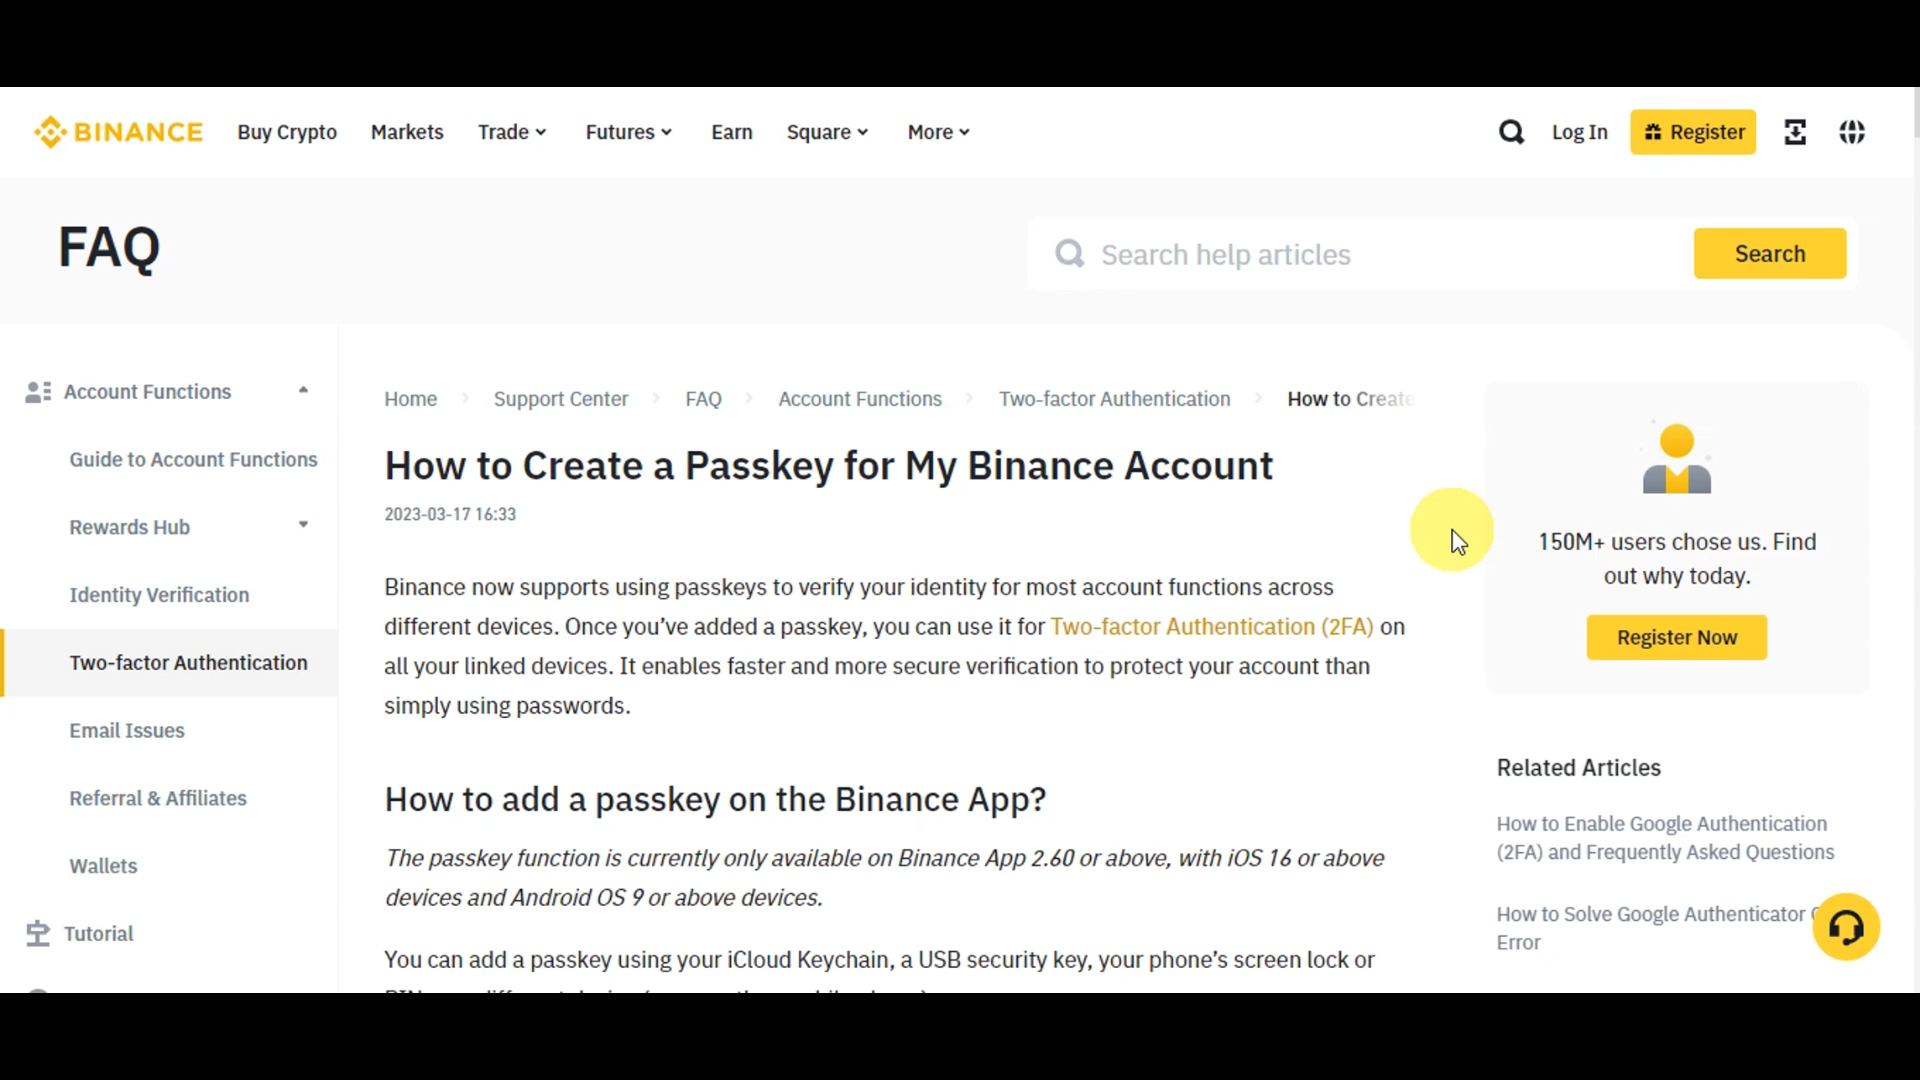 BINANCE
Buy Crypto
Markets
Trade
Futures
Earn
Square
More
Log In
Register
FAQ
Search help articles
Search
Account Functions
Guide to Account Functions
Rewards Hub
Identity Verification
Two-factor Authentication
Email Issues
Referral & Affiliates
Wallets
Tutorial
Home
Support Center
FAQ
Account Functions
Two-factor Authentication
How to Create
How to Create a Passkey for My Binance Account
2023-03-17 16:33
Binance now supports using passkeys to verify your identity for most account functions across
different devices. Once you’ve added a passkey, you can use it for Two-factor Authentication (2FA) on
all your linked devices. It enables faster and more secure verification to protect your account than
simply using passwords.
How to add a passkey on the Binance App?
The passkey function is currently only available on Binance App 2.60 or above, with iOS 16 or above
devices and Android OS 9 or above devices.
You can add a passkey using your iCloud Keychain, a USB security key, your phone’s screen lock or
150M+ users chose us. Find
out why today.
Register Now
Related Articles
How to Enable Google Authentication
(2FA) and Frequently Asked Questions
How to Solve Google Authenticator
Error